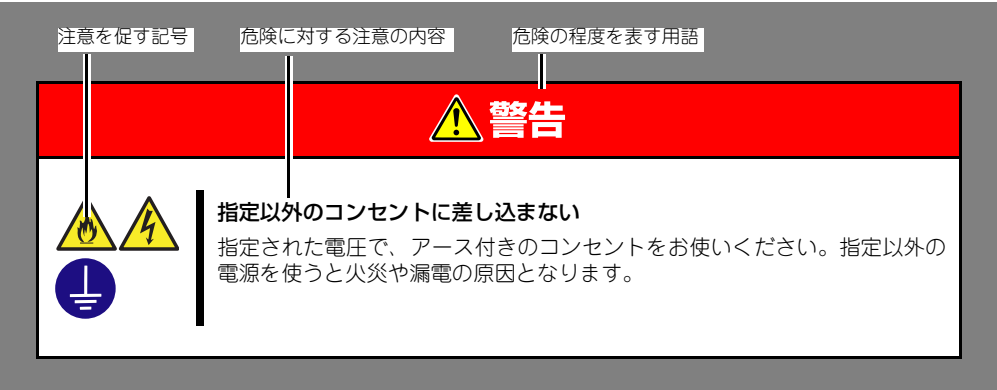 注意を促す記号
危険に対する注意の内容
危険の程度を表す用語
警告
指定以外のコンセントに差し込まない
指定された電圧で、アース付きのコンセントをお使いください。指定以外の
電源を使うと火災や漏電の原因となります。